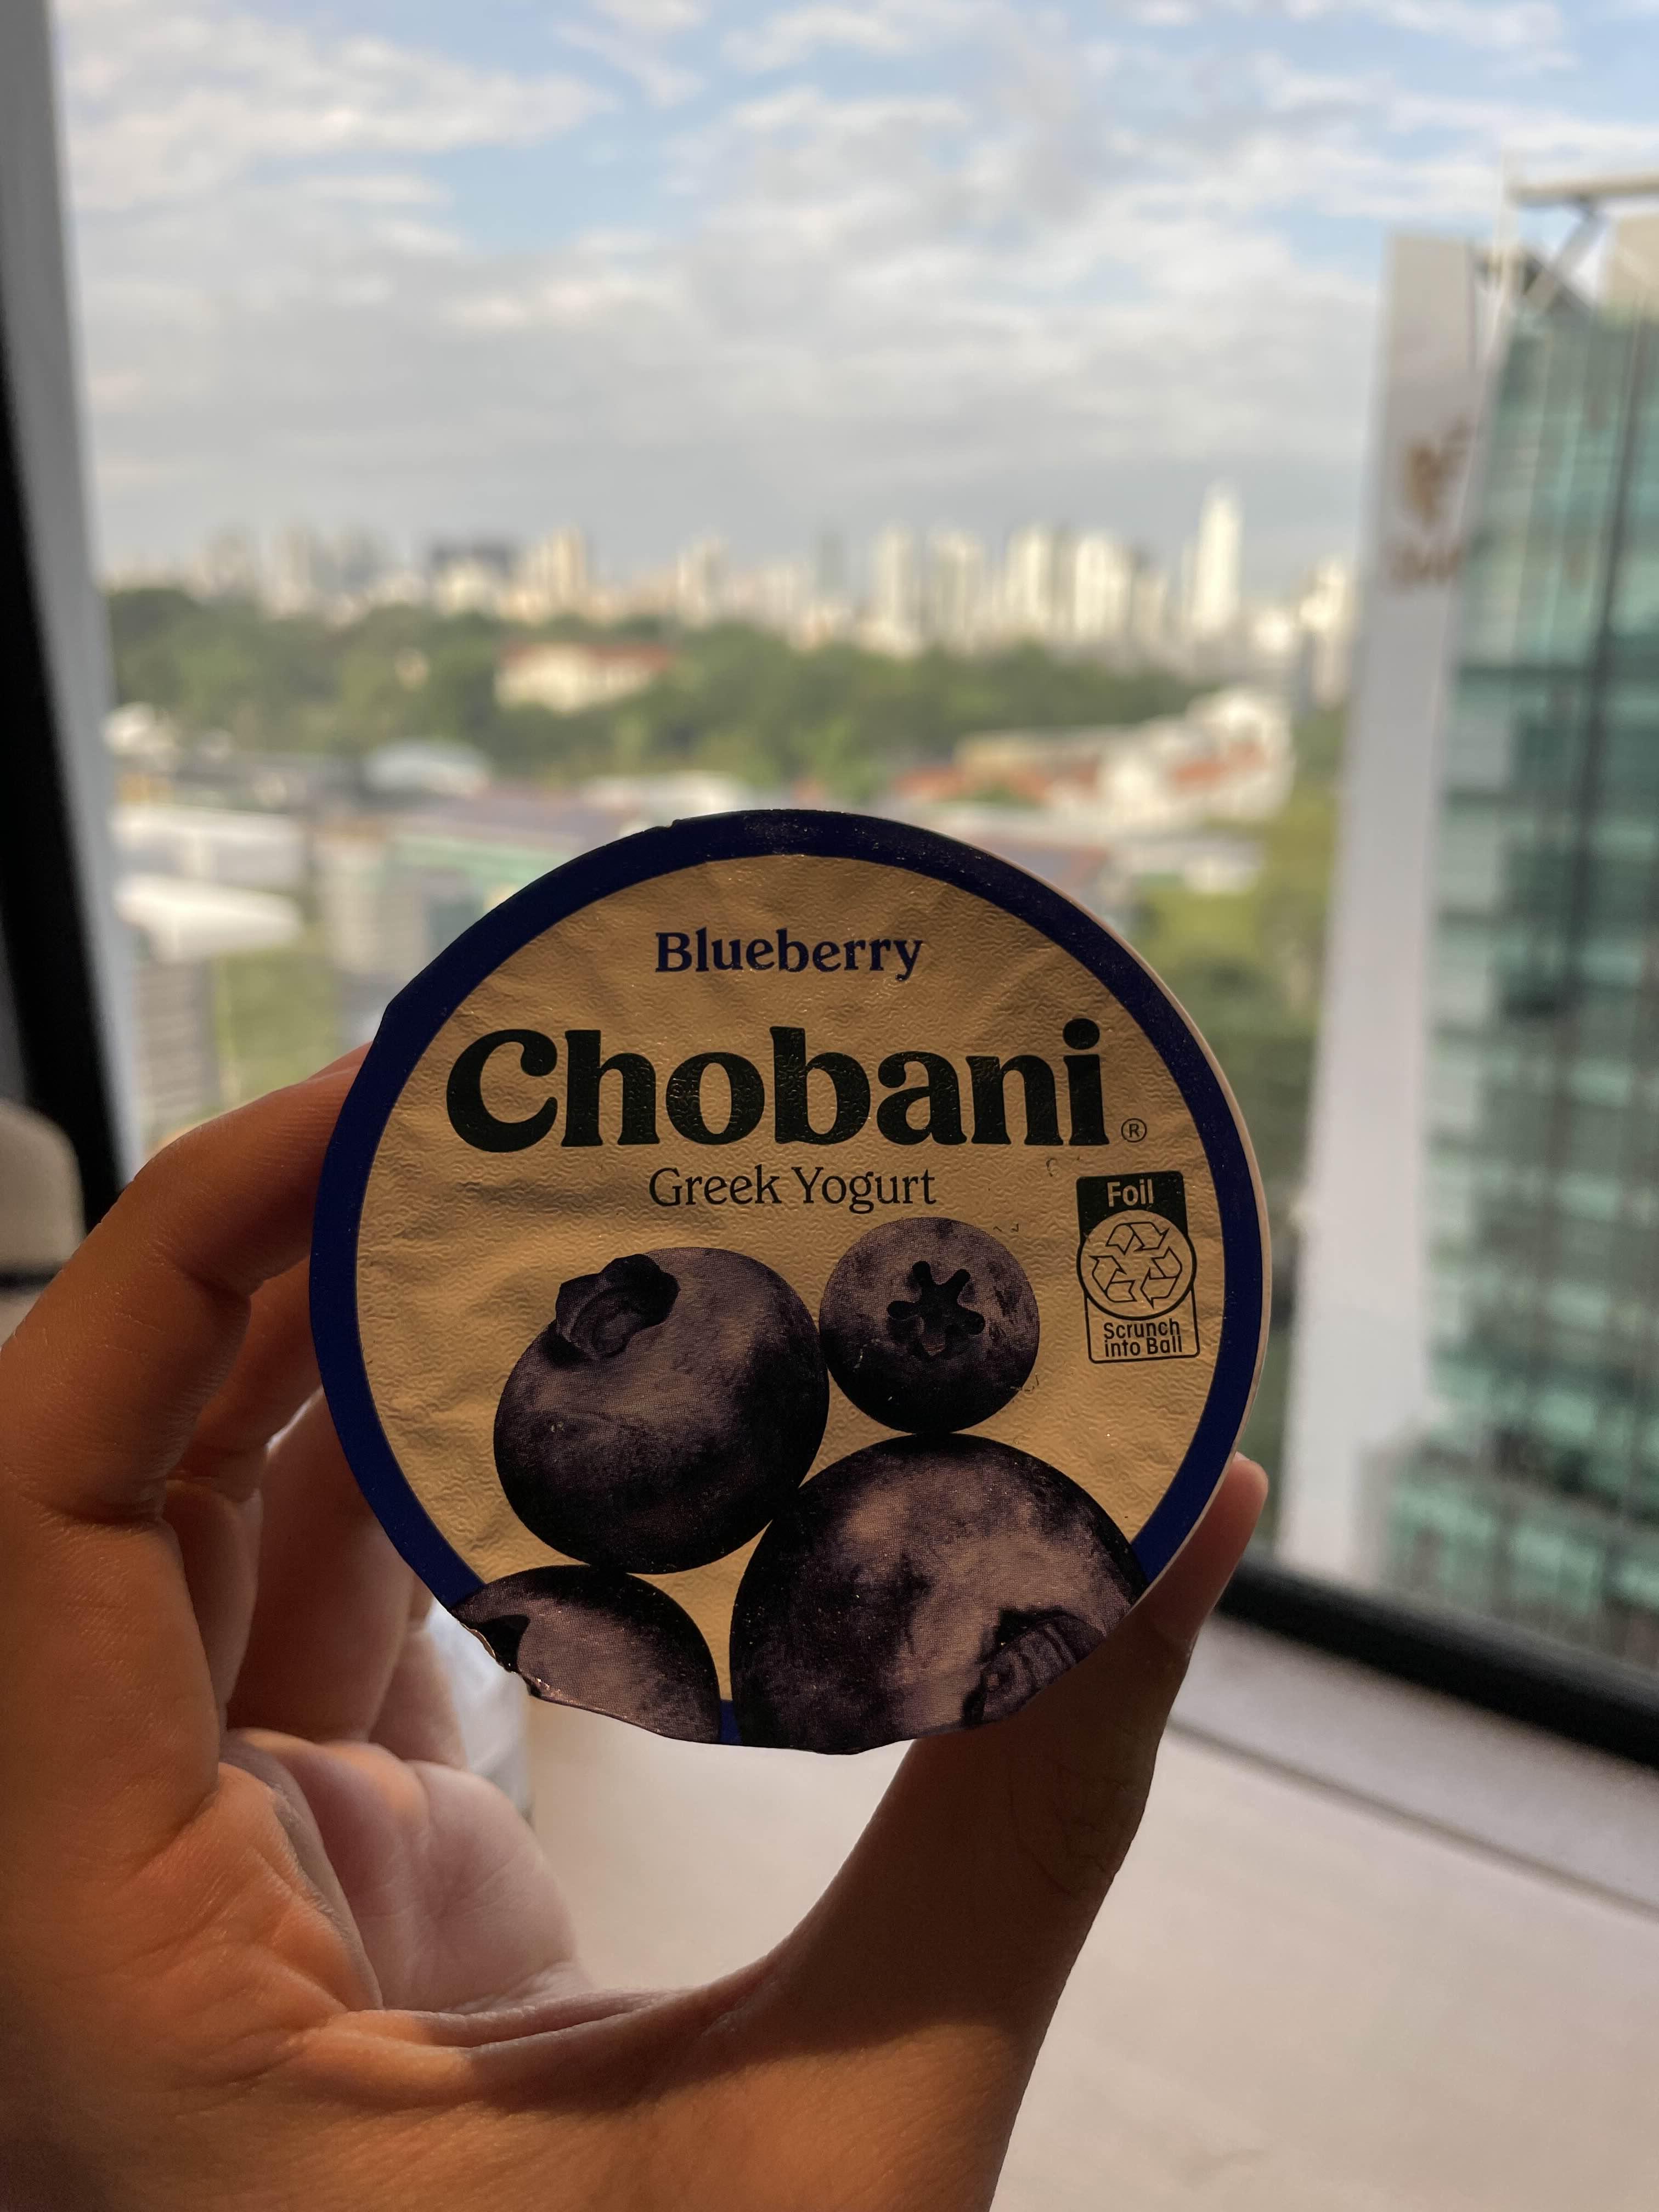 Blueberry
Chobani®
Greek Yogurt
Foil
Scrunch
into Ball